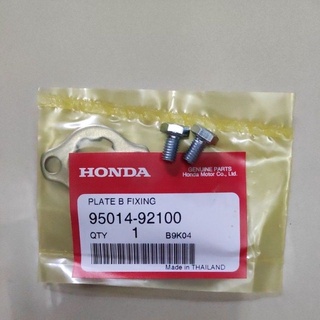 HONDA
GENUINE PARTS
Honda Motor Co., Ltd.
PLATE B FIXING
95014-92100
QTY 1 B9K04
Made in THAILAND